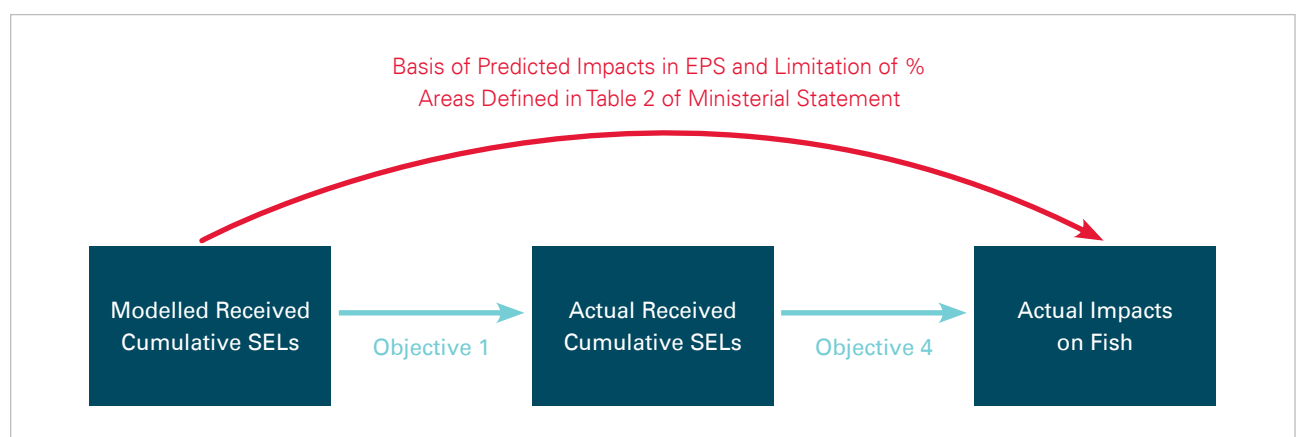 Basis of Predicted Impacts in EPS and Limitation of %
Areas Defined in Table 2 of Ministerial Statement
Modelled Received
Cumulative SELs
Objective 1
Actual Received
Cumulative SELs
Objective 4
Actual Impacts
on Fish